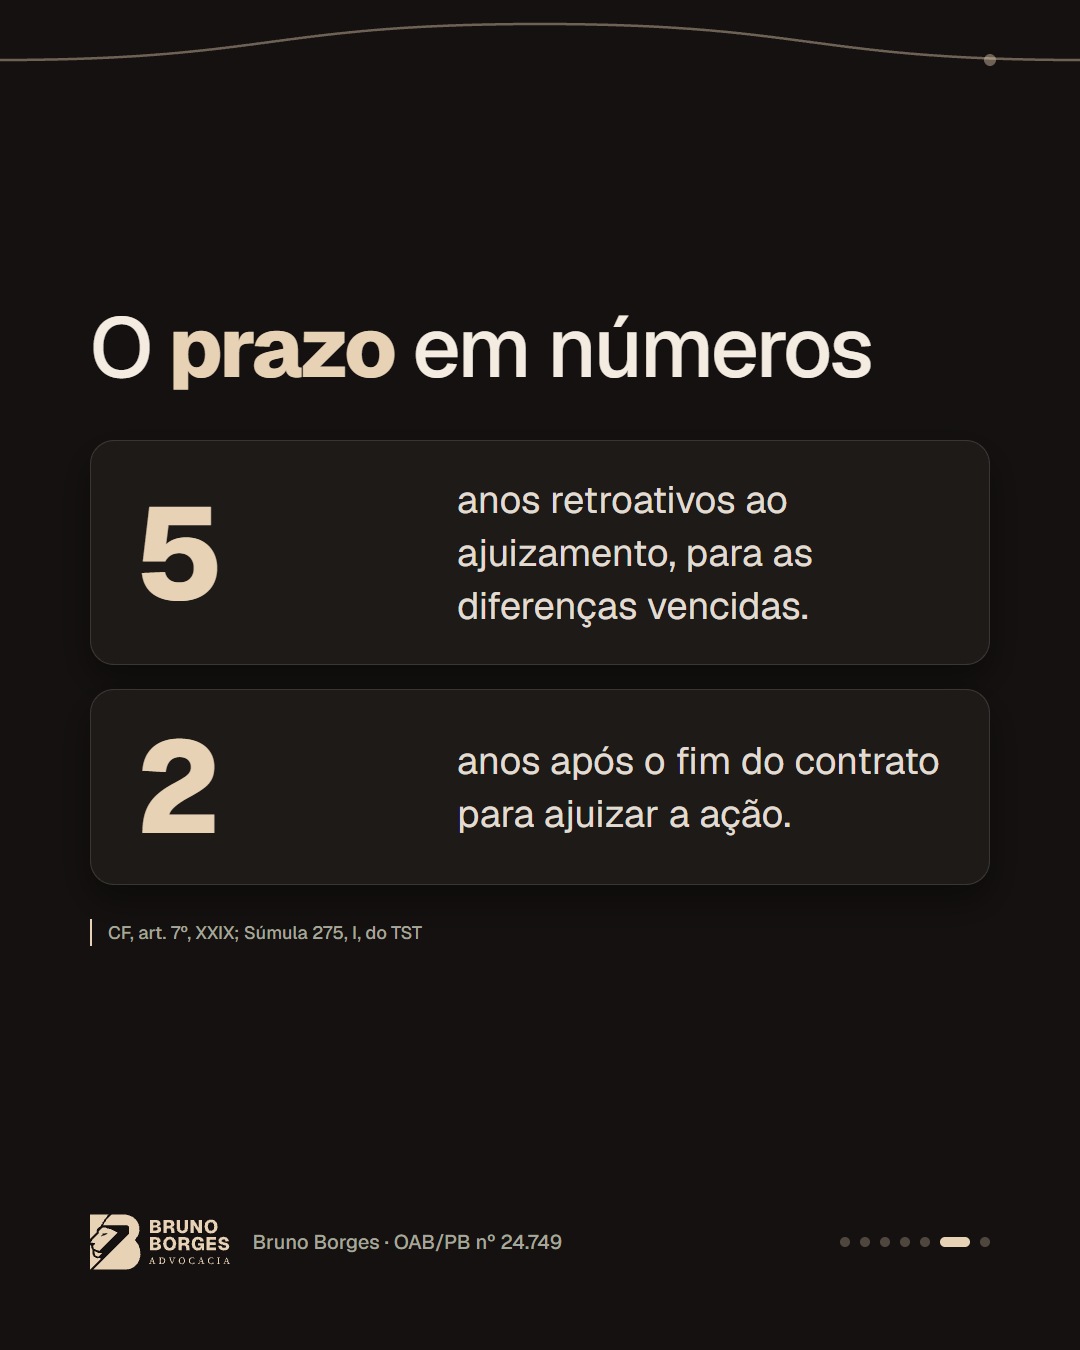 O prazo em números
5
anos retroativos ao
ajuizamento, para as
diferenças vencidas.
2
anos após o fim do contrato
para ajuizar a ação.
CF, art. 7º, XXIX; Súmula 275, I, do TST
BRUNO
BORGES
ADVOCACIA
Bruno Borges · OAB/PB nº 24.749